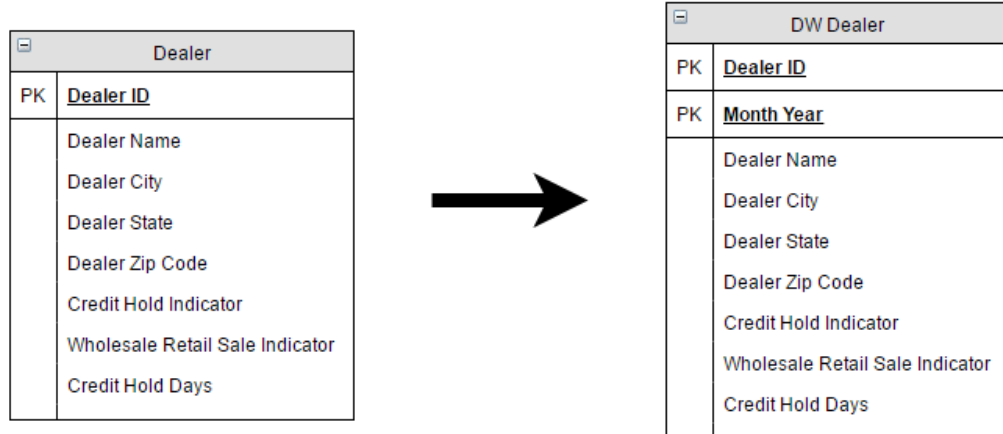 Dealer
PK Dealer ID
Dealer Name
Dealer City
Dealer State
Dealer Zip Code
Credit Hold Indicator
Wholesale Retail Sale Indicator
Credit Hold Days
DW Dealer
PK Dealer ID
PK Month Year
Dealer Name
Dealer City
Dealer State
Dealer Zip Code
Credit Hold Indicator
Wholesale Retail Sale Indicator
Credit Hold Days